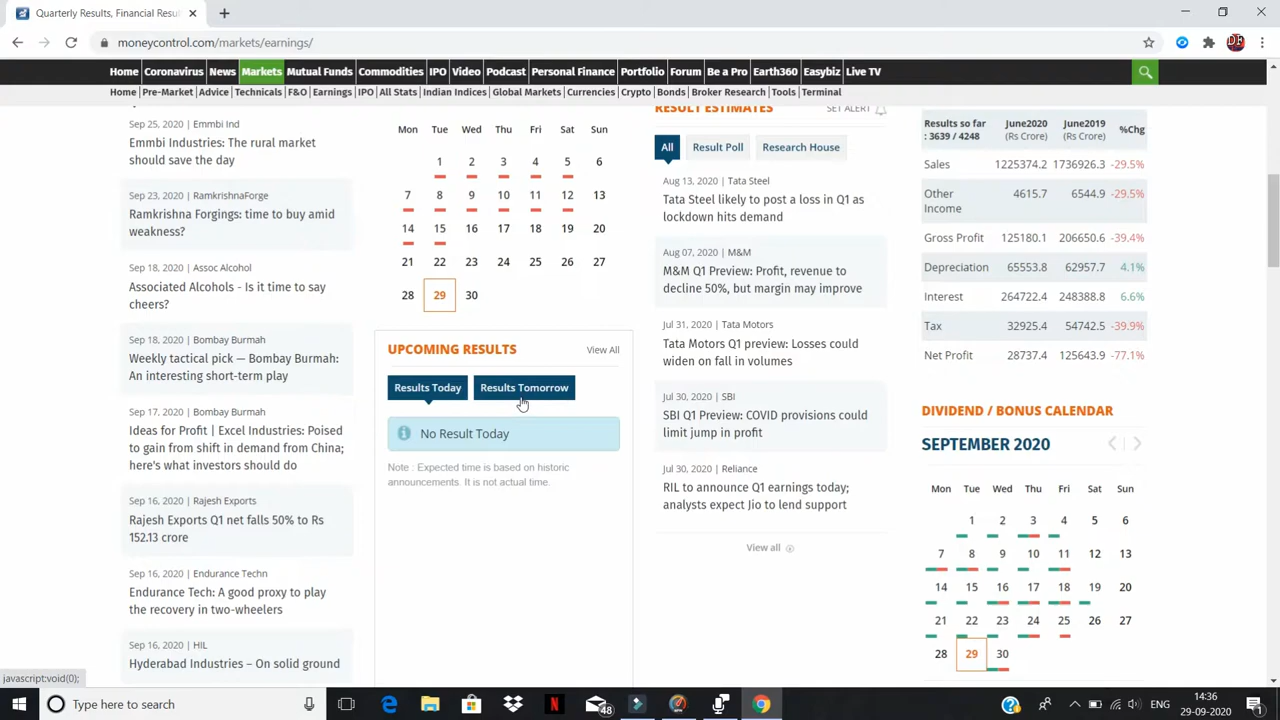 Quarterly Results, Financial Resu
moneycontrol.com/markets/earnings/
Home Coronavirus News Markets Mutual Funds Commodities IPO Video Podcast Personal Finance Portfolio Forum Be a Pro Earth360 Easybiz Live TV
Home Pre-Market Advice Technicals F&O Earnings IPO All Stats Indian Indices Global Markets Currencies Crypto Bonds Broker Research Tools Terminal
Sep 25, 2020 | Emmbi Ind
Emmbi Industries: The rural market
should save the day
Sep 23, 2020 | RamkrishnaForge
Ramkrishna Forgings: time to buy amid
weakness?
Sep 18, 2020 | Assoc Alcohol
Associated Alcohols - Is it time to say
cheers?
Sep 18, 2020 | Bombay Burmah
Weekly tactical pick — Bombay Burmah:
An interesting short-term play
Sep 17, 2020 | Bombay Burmah
Ideas for Profit | Excel Industries: Poised
to gain from shift in demand from China;
here's what investors should do
Sep 16, 2020 | Rajesh Exports
Rajesh Exports Q1 net falls 50% to Rs
152.13 crore
Sep 16, 2020 | Endurance Techn
Endurance Tech: A good proxy to play
the recovery in two-wheelers
Sep 16, 2020 | HIL
Hyderabad Industries – On solid ground
javascript:void(0);
Mon Tue Wed Thu Fri Sat Sun
1 2 3 4 5 6
7 8 9 10 11 12 13
14 15 16 17 18 19 20
21 22 23 24 25 26 27
28 29 30
UPCOMING RESULTS View All
Results Today Results Tomorrow
No Result Today
Note : Expected time is based on historic
announcements. It is not actual time.
RESULT ESTIMATES SET ALERT
All Result Poll Research House
Aug 13, 2020 | Tata Steel
Tata Steel likely to post a loss in Q1 as
lockdown hits demand
Aug 07, 2020 | M&M
M&M Q1 Preview: Profit, revenue to
decline 50%, but margin may improve
Jul 31, 2020 | Tata Motors
Tata Motors Q1 preview: Losses could
widen on fall in volumes
Jul 30, 2020 | SBI
SBI Q1 Preview: COVID provisions could
limit jump in profit
Jul 30, 2020 | Reliance
RIL to announce Q1 earnings today;
analysts expect Jio to lend support
View all
Results so far June2020 June2019 %Chg
: 3639 / 4248 (Rs Crore) (Rs Crore)
Sales 1225374.2 1736926.3 -29.5%
Other
Income 4615.7 6544.9 -29.5%
Gross Profit 125180.1 206650.6 -39.4%
Depreciation 65553.8 62957.7 4.1%
Interest 264722.4 248388.8 6.6%
Tax 32925.4 54742.5 -39.9%
Net Profit 28737.4 125643.9 -77.1%
DIVIDEND / BONUS CALENDAR
SEPTEMBER 2020
Mon Tue Wed Thu Fri Sat Sun
1 2 3 4 5 6
7 8 9 10 11 12 13
14 15 16 17 18 19 20
21 22 23 24 25 26 27
28 29 30
Type here to search
48
ENG
14:36
29-09-2020
1